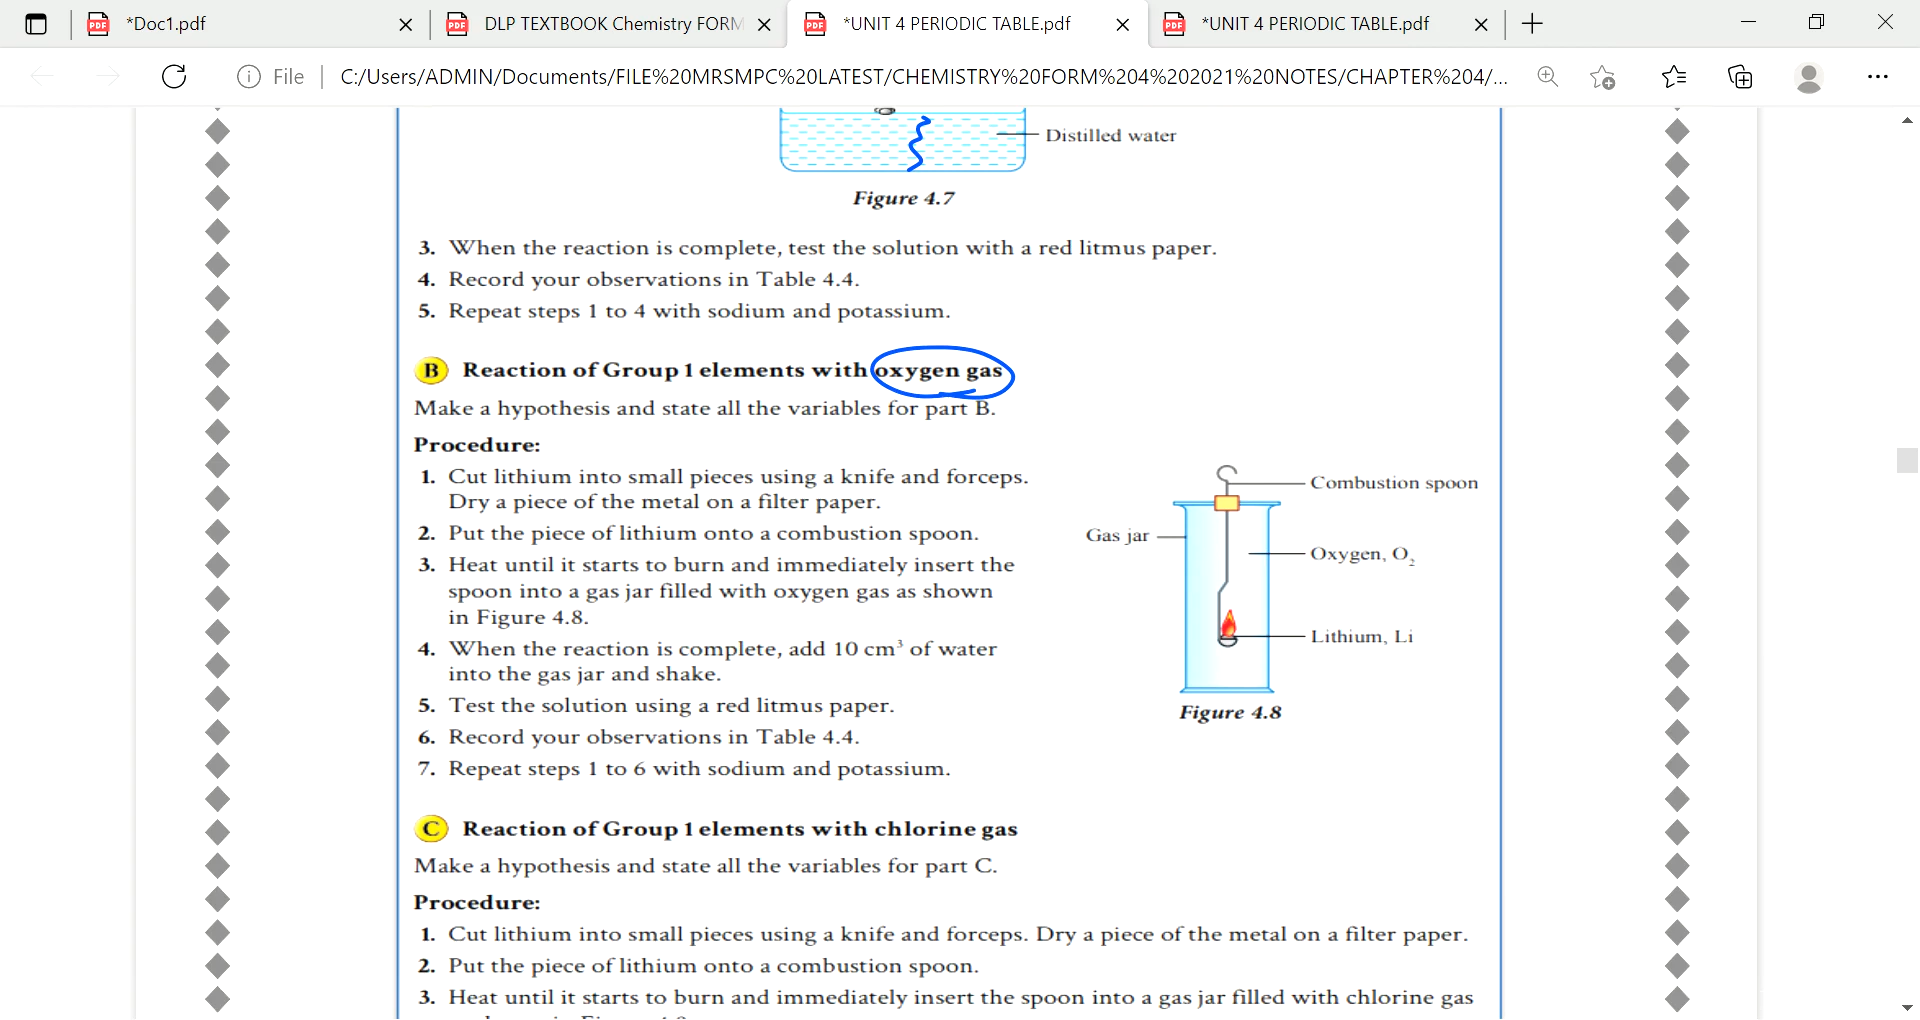 *Doc1.pdf
DLP TEXTBOOK Chemistry FORM
*UNIT 4 PERIODIC TABLE.pdf
*UNIT 4 PERIODIC TABLE.pdf
File
C:/Users/ADMIN/Documents/FILE%20MRSMPC%20LATEST/CHEMISTRY%20FORM%204%202021%20NOTES/CHAPTER%204/...
Distilled water
Figure 4.7
3. When the reaction is complete, test the solution with a red litmus paper.
4. Record your observations in Table 4.4.
5. Repeat steps 1 to 4 with sodium and potassium.
B Reaction of Group 1 elements with oxygen gas
Make a hypothesis and state all the variables for part B.
Procedure:
1. Cut lithium into small pieces using a knife and forceps.
Dry a piece of the metal on a filter paper.
2. Put the piece of lithium onto a combustion spoon.
3. Heat until it starts to burn and immediately insert the
spoon into a gas jar filled with oxygen gas as shown
in Figure 4.8.
4. When the reaction is complete, add 10 cm³ of water
into the gas jar and shake.
5. Test the solution using a red litmus paper.
6. Record your observations in Table 4.4.
7. Repeat steps 1 to 6 with sodium and potassium.
Combustion spoon
Gas jar
Oxygen, O₂
Lithium, Li
Figure 4.8
C Reaction of Group 1 elements with chlorine gas
Make a hypothesis and state all the variables for part C.
Procedure:
1. Cut lithium into small pieces using a knife and forceps. Dry a piece of the metal on a filter paper.
2. Put the piece of lithium onto a combustion spoon.
3. Heat until it starts to burn and immediately insert the spoon into a gas jar filled with chlorine gas